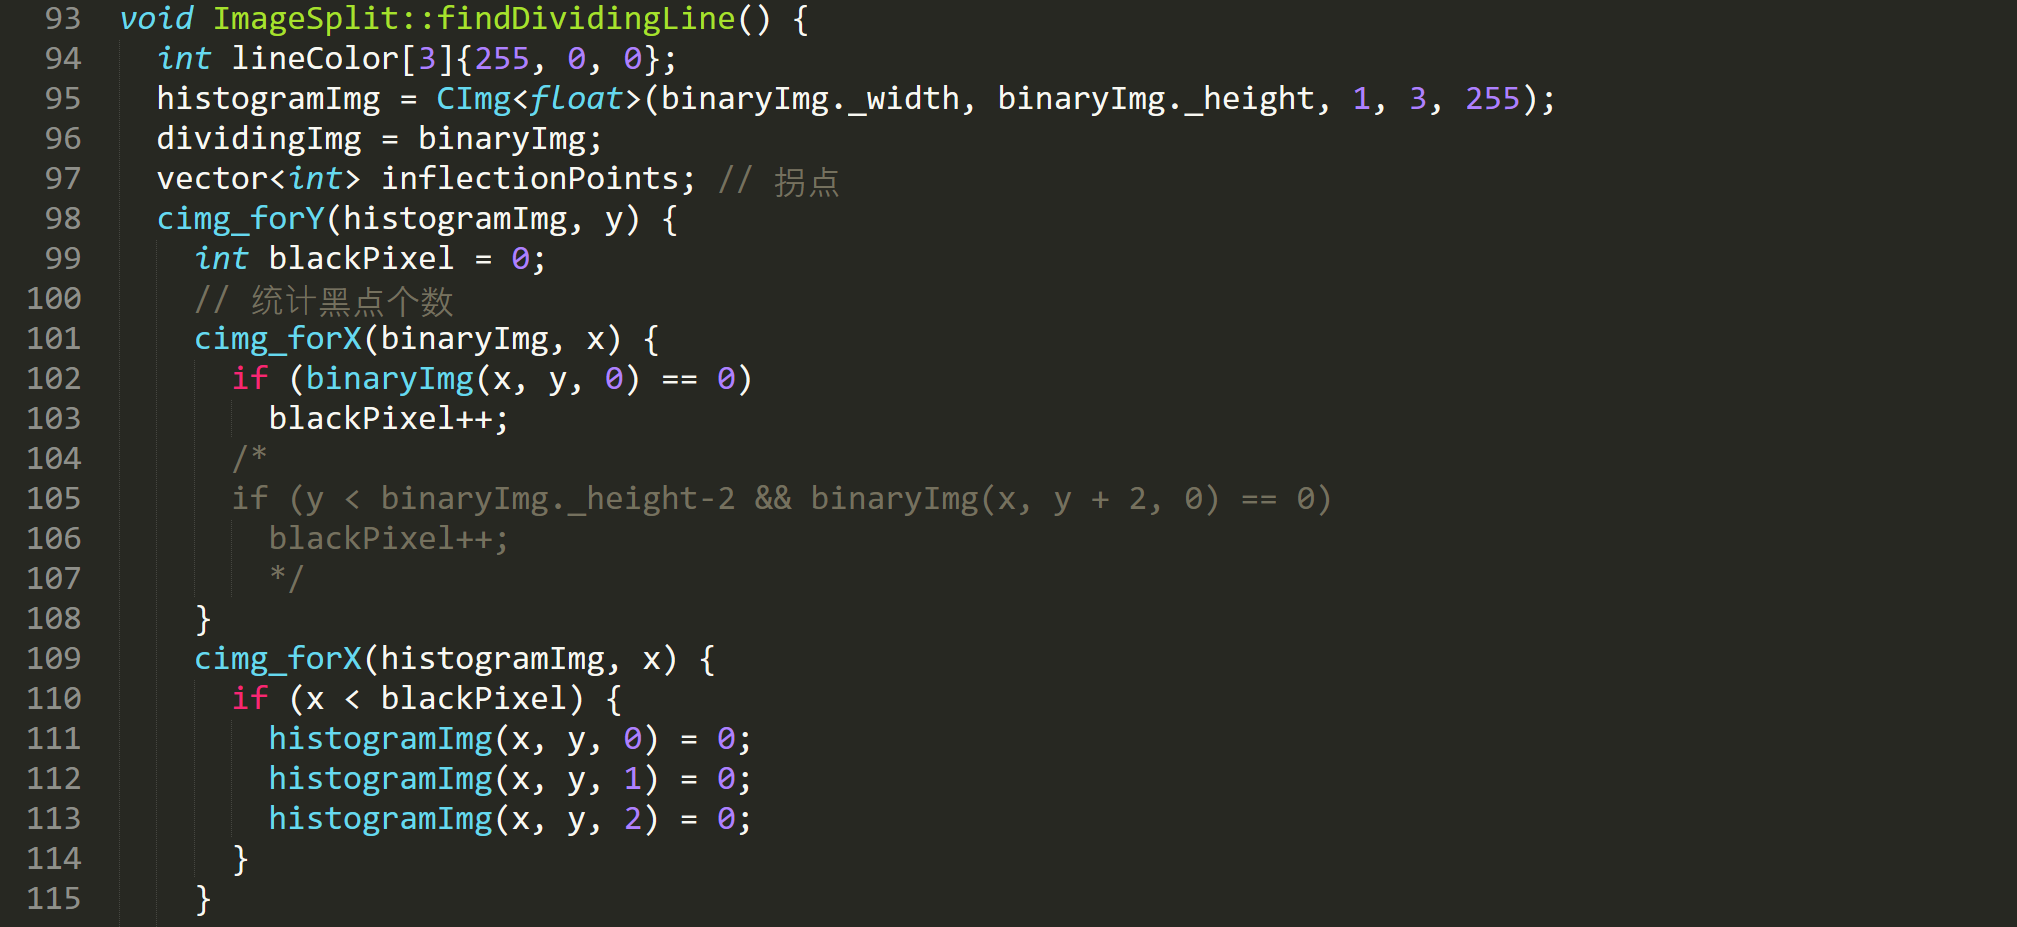 93 void ImageSplit::findDividingLine() {
94 int lineColor[3]{255, 0, 0};
95 histogramImg = CImg<float>(binaryImg._width, binaryImg._height, 1, 3, 255);
96 dividingImg = binaryImg;
97 vector<int> inflectionPoints; // 拐点
98 cimg_forY(histogramImg, y) {
99 int blackPixel = 0;
100 // 统计黑点个数
101 cimg_forX(binaryImg, x) {
102 if (binaryImg(x, y, 0) == 0)
103 blackPixel++;
104 /*
105 if (y < binaryImg._height-2 && binaryImg(x, y + 2, 0) == 0)
106 blackPixel++;
107 */
108 }
109 cimg_forX(histogramImg, x) {
110 if (x < blackPixel) {
111 histogramImg(x, y, 0) = 0;
112 histogramImg(x, y, 1) = 0;
113 histogramImg(x, y, 2) = 0;
114 }
115 }